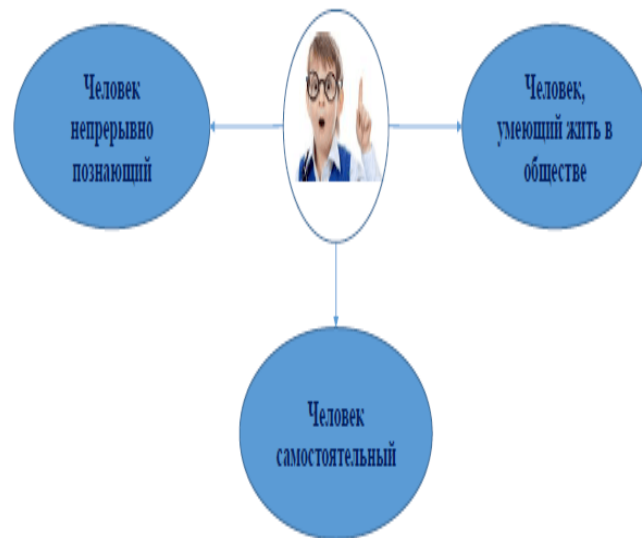 Человек
непрерывно
познающий
Человек,
умеющий жить в
обществе
Человек
самостоятельный